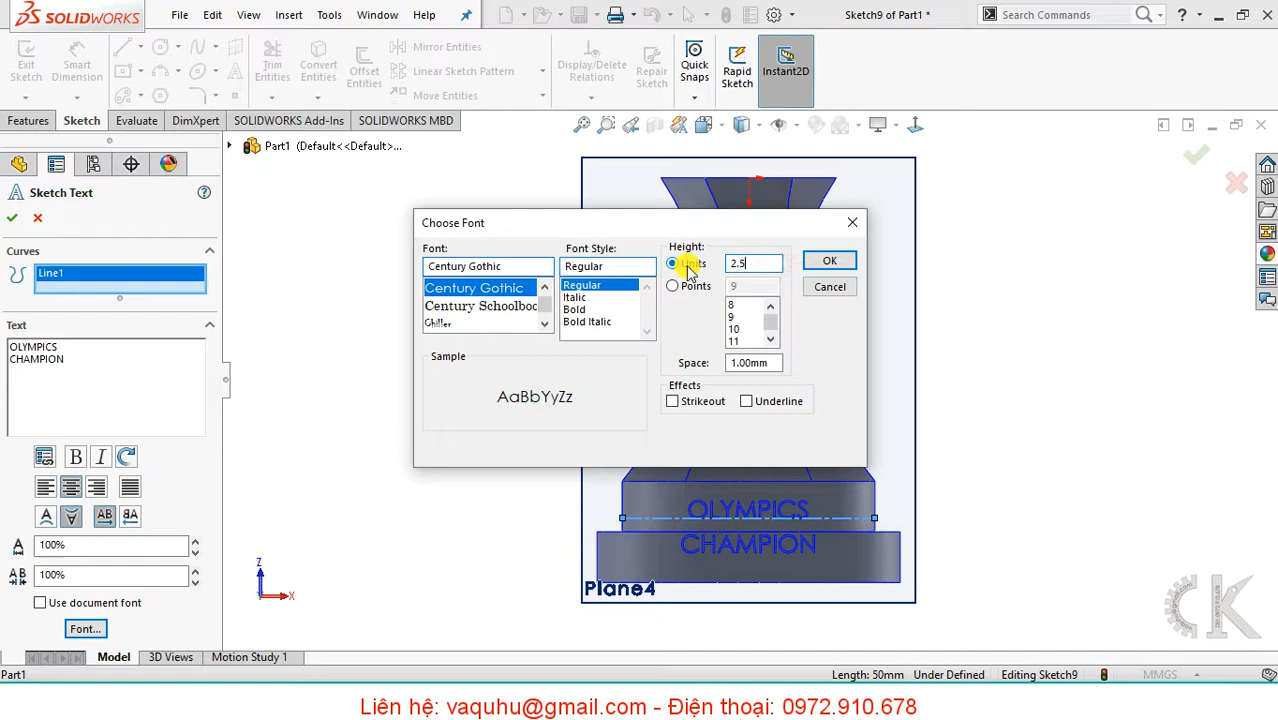 SOLIDWORKS
File Edit View Insert Tools Window Help
Sketch9 of Part1 *
Search Commands
Exit Sketch
Smart Dimension
Trim Entities
Convert Entities
Offset Entities
Mirror Entities
Linear Sketch Pattern
Move Entities
Display/Delete Relations
Repair Sketch
Quick Snaps
Rapid Sketch
Instant2D
Features Sketch Evaluate DimXpert SOLIDWORKS Add-Ins SOLIDWORKS MBD
Part1 (Default<<Default>...
Sketch Text
Curves
Line1
Text
OLYMPICS
CHAMPION
100%
100%
Use document font
Font...
Choose Font
Font:
Century Gothic
Century Gothic
Century Schoolboo
Chiller
Font Style:
Regular
Regular
Italic
Bold
Bold Italic
Height:
Units 2.5
Points 9
8
9
10
11
Space: 1.00mm
OK
Cancel
Sample
AaBbYyZz
Effects
Strikeout Underline
OLYMPICS
CHAMPION
Plane4
Z
X
CK
Model 3D Views Motion Study 1
Part1 Length: 50mm Under Defined Editing Sketch9 MMGS
Liên hệ: vaquhu@gmail.com - Điện thoại: 0972.910.678